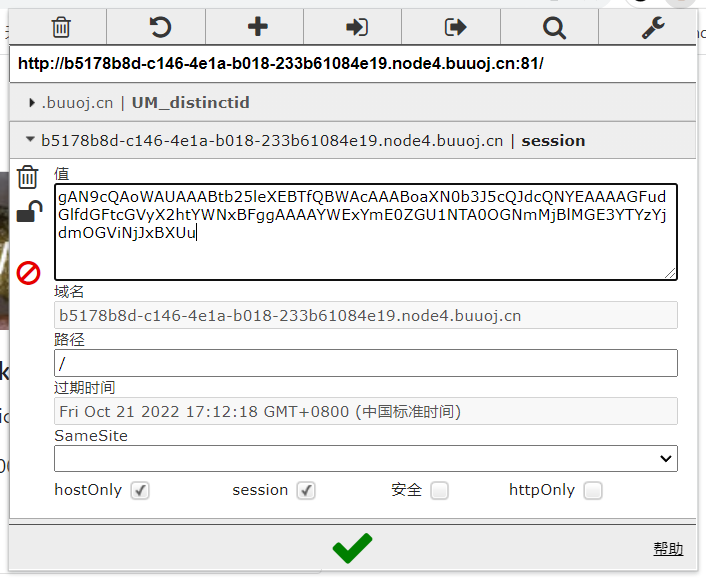 http://b5178b8d-c146-4e1a-b018-233b61084e19.node4.buuoj.cn:81/
.buuoj.cn | UM_distinctid
b5178b8d-c146-4e1a-b018-233b61084e19.node4.buuoj.cn | session
值
gAN9cQAoWAUAAABtb25leXEBTfQBWAcAAABoaXN0b3J5cQJdcQNYEAAAAGFud
GlfdGFtcGVyX2htYWNxBFggAAAAYWExYmE0ZGU1NTA0OGNmMjBlMGE3YTYzYj
dmOGViNjJxBXUu
域名
b5178b8d-c146-4e1a-b018-233b61084e19.node4.buuoj.cn
路径
/
过期时间
Fri Oct 21 2022 17:12:18 GMT+0800 (中国标准时间)
SameSite
hostOnly session 安全 httpOnly
帮助